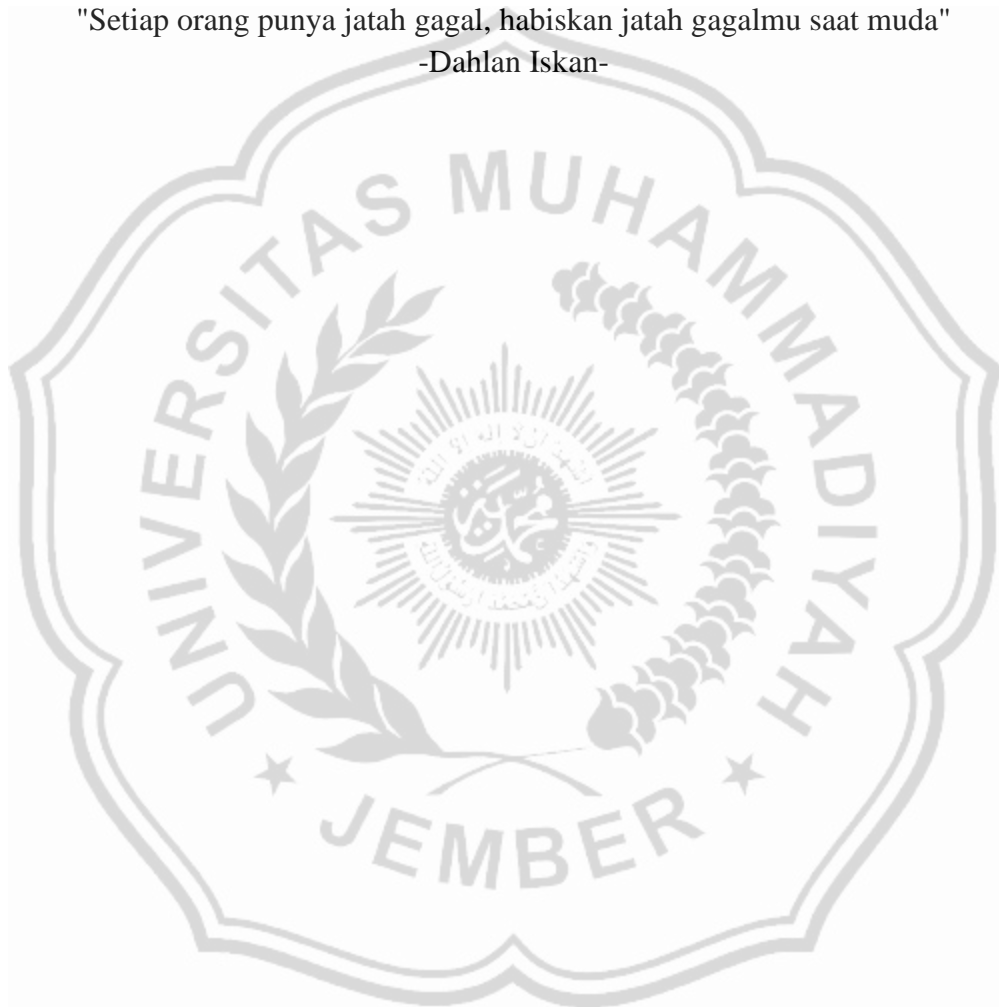 "Setiap orang punya jatah gagal, habiskan jatah gagalmu saat muda"
-Dahlan Iskan-
UNIVERSITAS MUHAMMADIYAH
JEMBER